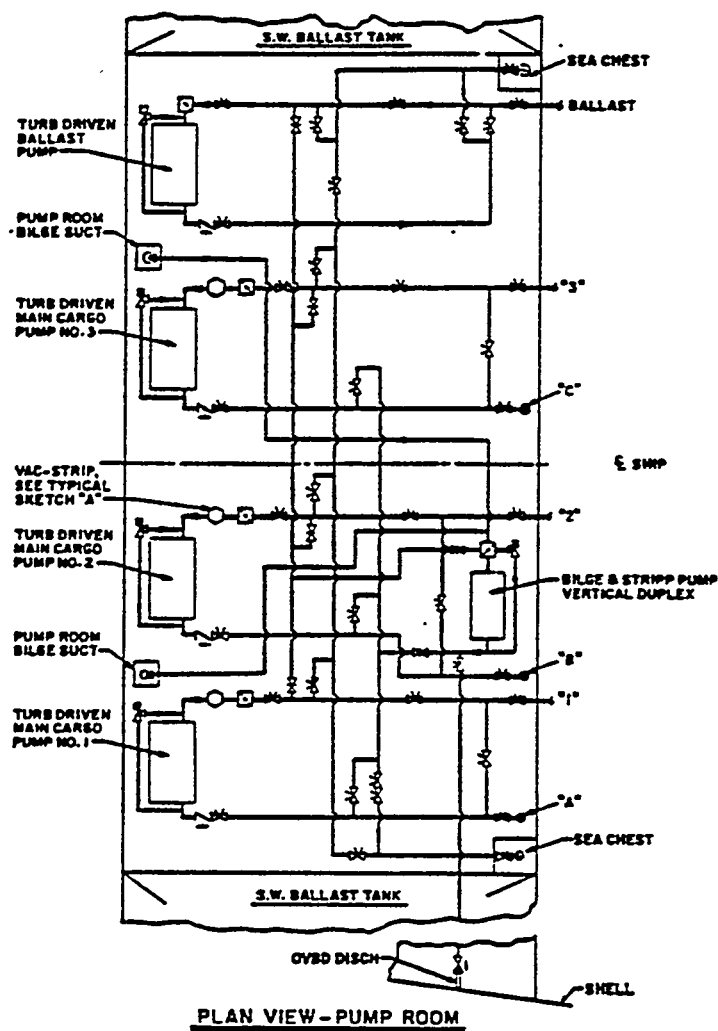 S.W. BALLAST TANK
SEA CHEST
BALLAST
TURB DRIVEN
BALLAST
PUMP
PUMP ROOM
BILGE SUCT
"3"
TURB DRIVEN
MAIN CARGO
PUMP NO. 3
"C"
VAC-STRIP,
SEE TYPICAL
SKETCH "A"
℄ SHIP
"2"
TURB DRIVEN
MAIN CARGO
PUMP NO. 2
BILGE & STRIPP PUMP
VERTICAL DUPLEX
PUMP ROOM
BILGE SUCT
"B"
"1"
TURB DRIVEN
MAIN CARGO
PUMP NO. 1
"A"
SEA CHEST
S.W. BALLAST TANK
OVBD DISCH
SHELL
PLAN VIEW-PUMP ROOM